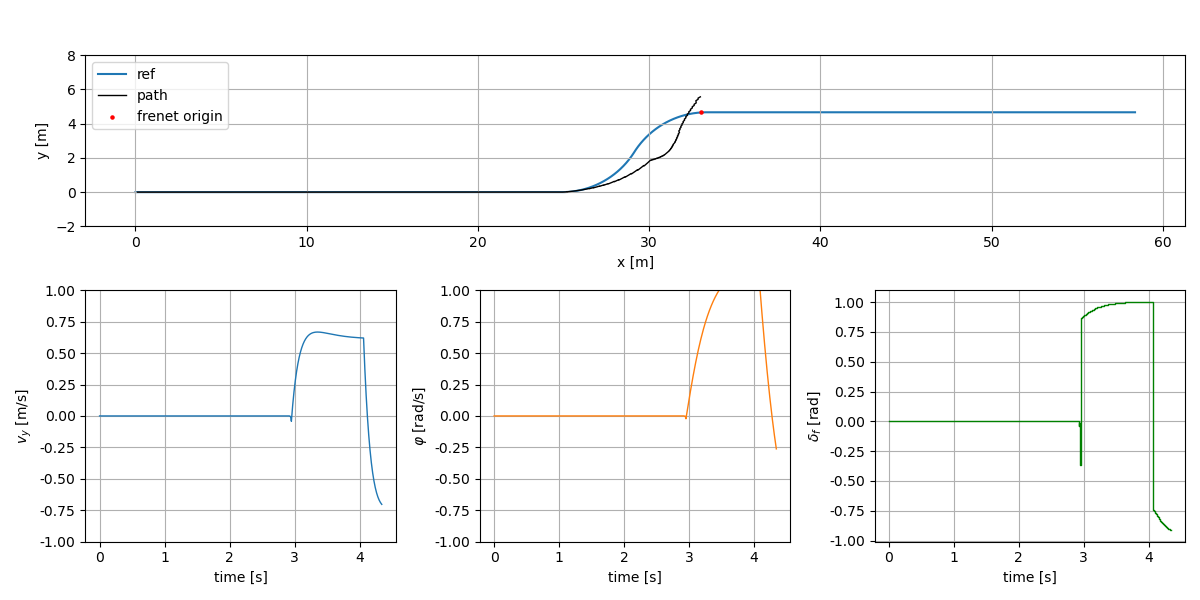 8
6
4
2
0
−2
y [m]
ref
path
frenet origin
0 10 20 30 40 50 60
x [m]
1.00
0.75
0.50
0.25
0.00
-0.25
-0.50
-0.75
-1.00
v_y [m/s]
0 1 2 3 4
time [s]
1.00
0.75
0.50
0.25
0.00
-0.25
-0.50
-0.75
-1.00
φ [rad/s]
0 1 2 3 4
time [s]
1.00
0.75
0.50
0.25
0.00
-0.25
-0.50
-0.75
-1.00
δ_f [rad]
0 1 2 3 4
time [s]